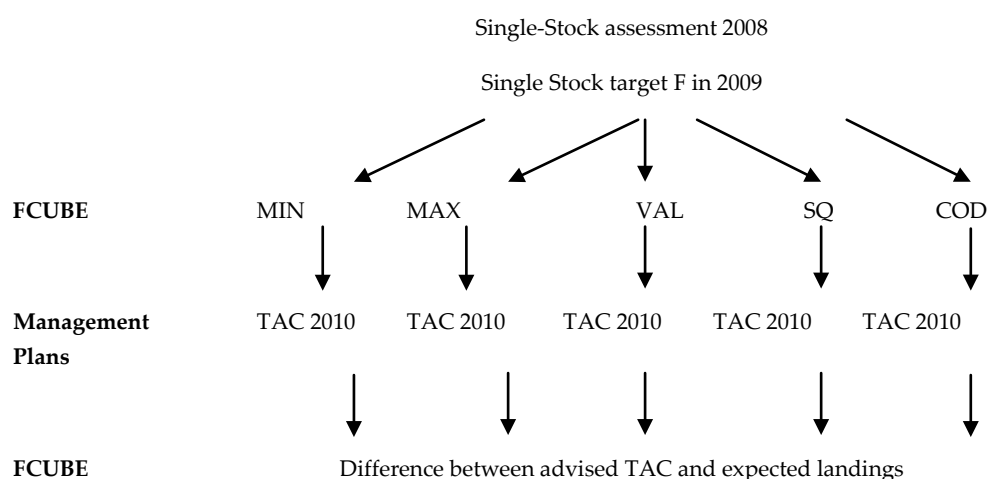 Single-Stock assessment 2008
Single Stock target F in 2009
FCUBE MIN MAX VAL SQ COD
Management TAC 2010 TAC 2010 TAC 2010 TAC 2010 TAC 2010
Plans
FCUBE Difference between advised TAC and expected landings